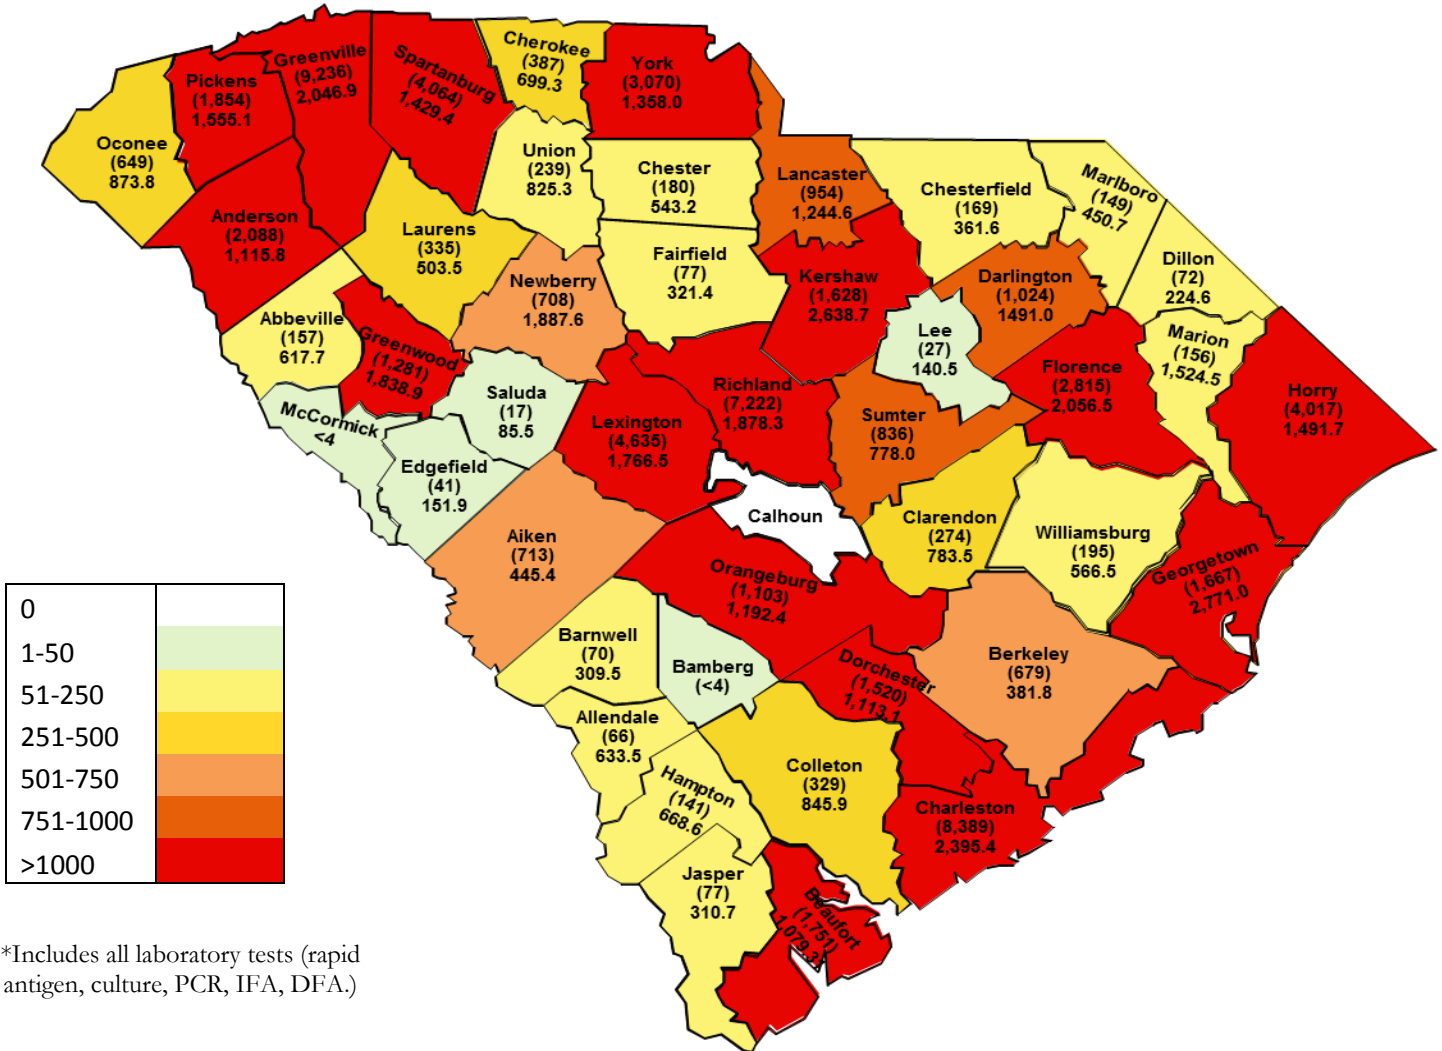 Cherokee
(387)
699.3
York
(3,070)
1,358.0
Greenville
(9,236)
2,046.9
Spartanburg
(4,064)
1,429.4
Pickens
(1,854)
1,555.1
Oconee
(649)
873.8
Union
(239)
825.3
Chester
(180)
543.2
Lancaster
(954)
1,244.6
Chesterfield
(169)
361.6
Marlboro
(149)
450.7
Anderson
(2,088)
1,115.8
Laurens
(335)
503.5
Fairfield
(77)
321.4
Kershaw
(1,628)
2,638.7
Darlington
(1,024)
1491.0
Dillon
(72)
224.6
Newberry
(708)
1,887.6
Abbeville
(157)
617.7
Greenwood
(1,281)
1,838.9
Lee
(27)
140.5
Marion
(156)
1,524.5
Florence
(2,815)
2,056.5
Horry
(4,017)
1,491.7
Saluda
(17)
85.5
Richland
(7,222)
1,878.3
Lexington
(4,635)
1,766.5
Sumter
(836)
778.0
McCormick
<4
Edgefield
(41)
151.9
Calhoun
Clarendon
(274)
783.5
Williamsburg
(195)
566.5
Aiken
(713)
445.4
Orangeburg
(1,103)
1,192.4
Georgetown
(1,667)
2,771.0
Barnwell
(70)
309.5
Bamberg
(<4)
Dorchester
(1,520)
1,113.1
Berkeley
(679)
381.8
Allendale
(66)
633.5
Hampton
(141)
668.6
Colleton
(329)
845.9
Charleston
(8,389)
2,395.4
Jasper
(77)
310.7
Beaufort
(1,751)
1,079.3
0
1-50
51-250
251-500
501-750
751-1000
>1000
*Includes all laboratory tests (rapid
antigen, culture, PCR, IFA, DFA.)